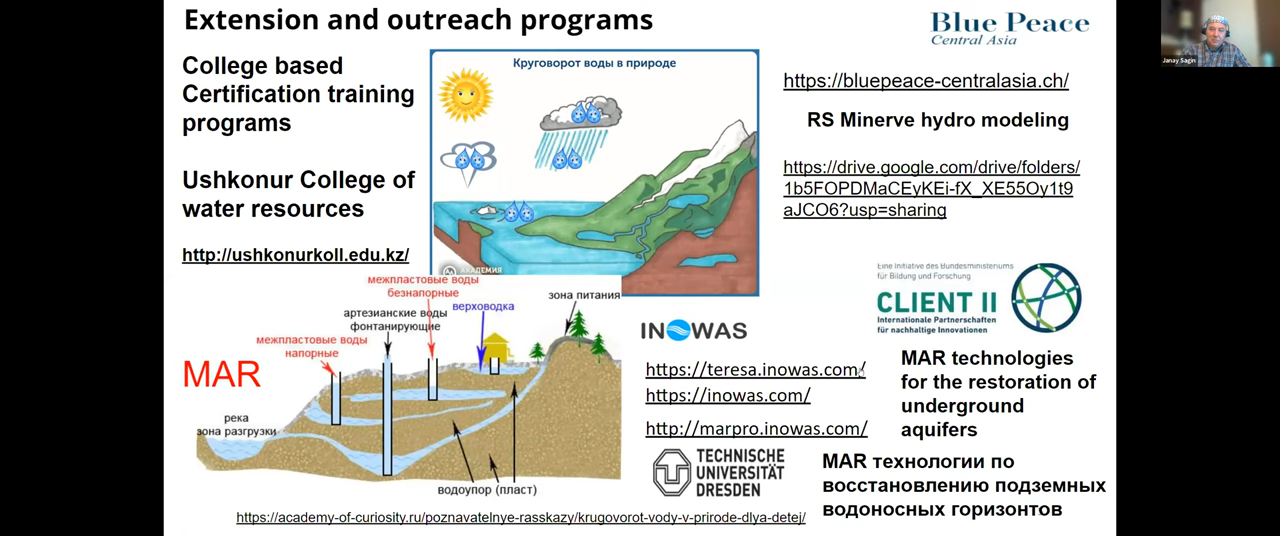 Extension and outreach programs
Blue Peace
Central Asia
Janay Sagin
College based
Certification training
programs
Ushkonur College of
water resources
http://ushkonurkoll.edu.kz/
Круговорот воды в природе
АКАДЕМИЯ
https://bluepeace-centralasia.ch/
RS Minerve hydro modeling
https://drive.google.com/drive/folders/
1b5FOPDMaCEyKEi-fX_XE55Oy1t9
aJCO6?usp=sharing
межпластовые воды
безнапорные
артезианские воды
фонтанирующие
верховодка
зона питания
межпластовые воды
напорные
MAR
река
зона разгрузки
водоупор (пласт)
INOWAS
https://teresa.inowas.com/
https://inowas.com/
http://marpro.inowas.com/
TECHNISCHE
UNIVERSITÄT
DRESDEN
Eine Initiative des Bundesministeriums
für Bildung und Forschung
CLIENT II
Internationale Partnerschaften
für nachhaltige Innovationen
MAR technologies
for the restoration of
underground
aquifers
MAR технологии по
восстановлению подземных
водоносных горизонтов
https://academy-of-curiosity.ru/poznavatelnye-rasskazy/krugovorot-vody-v-prirode-dlya-detej/